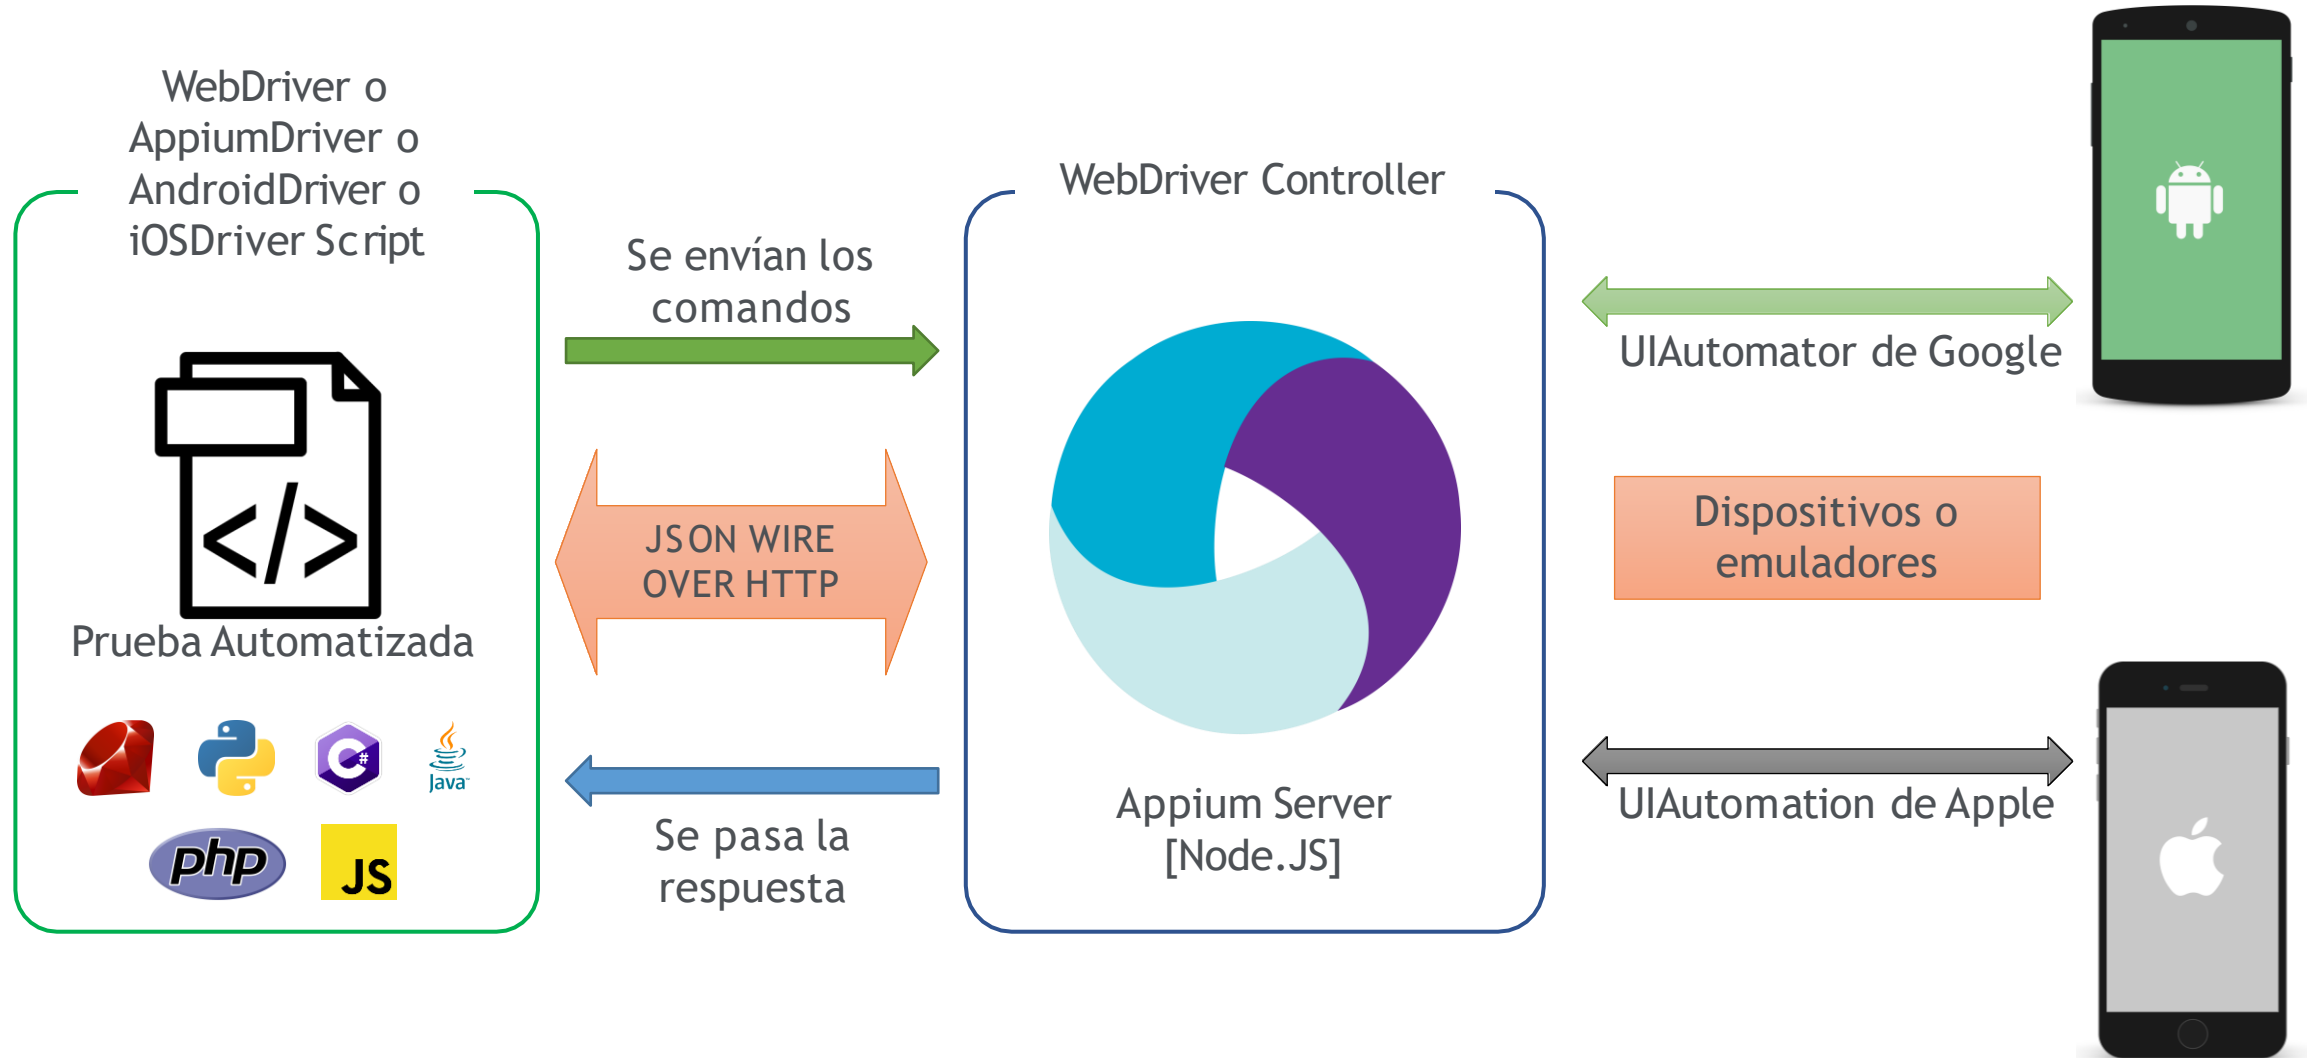 WebDriver o
AppiumDriver o
AndroidDriver o
iOSDriver Script
</>
Prueba Automatizada
C#
Java
php
JS
Se envían los
comandos
JSON WIRE
OVER HTTP
Se pasa la
respuesta
WebDriver Controller
Appium Server
[Node.JS]
UIAutomator de Google
Dispositivos o
emuladores
UIAutomation de Apple